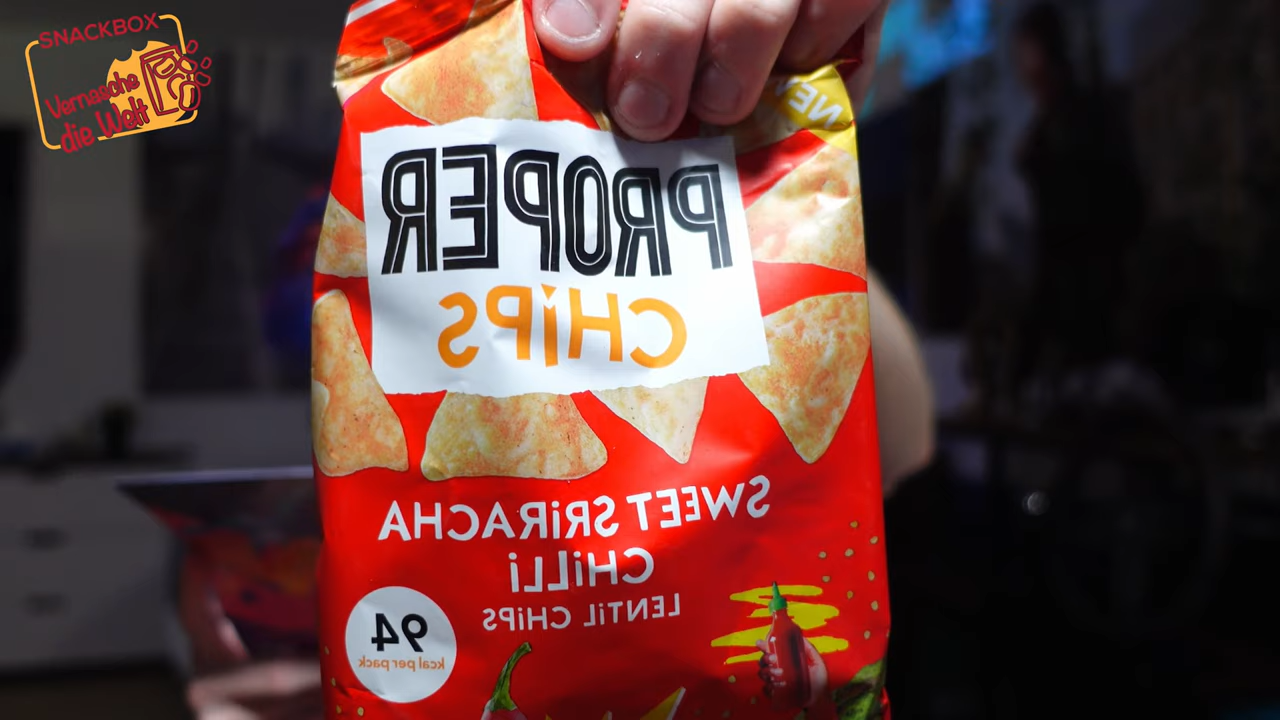 SNACKBOX
Vernasche
die Welt
NEW
PROPER
CHiPS
SWEET SRiRACHA
CHiLLi
LENTiL CHiPS
94
kcal per pack